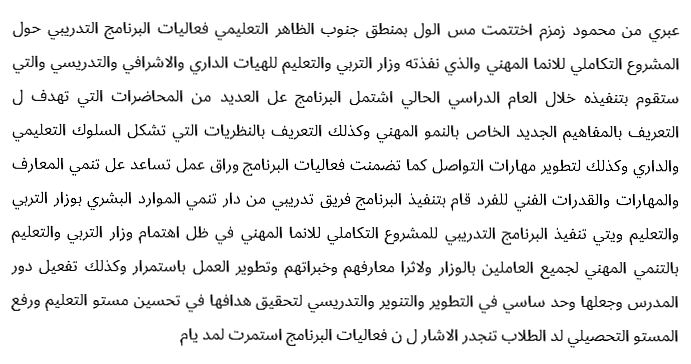 عبري من محمود زمزم اختتمت مس الول بمنطق جنوب الظاهر التعليمي فعاليات البرنامج التدريبي حول
المشروع التكاملي للانما المهني والذي نفذته وزار التربي والتعليم للهيات الداري والاشرافي والتدريسي والتي
ستقوم بتنفيذه خلال العام الدراسي الحالي اشتمل البرنامج عل العديد من المحاضرات التي تهدف ل
التعريف بالمفاهيم الجديد الخاص بالنمو المهني وكذلك التعريف بالنظريات التي تشكل السلوك التعليمي
والداري وكذلك لتطوير مهارات التواصل كما تضمنت فعاليات البرنامج وراق عمل تساعد عل تنمي المعارف
والمهارات والقدرات الفني للفرد قام بتنفيذ البرنامج فريق تدريبي من دار تنمي الموارد البشري بوزار التربي
والتعليم ويتي تنفيذ البرنامج التدريبي للمشروع التكاملي للانما المهني في ظل اهتمام وزار التربي والتعليم
بالتنمي المهني لجميع العاملين بالوزار ولاثرا معارفهم وخبراتهم وتطوير العمل باستمرار وكذلك تفعيل دور
المدرس وجعلها وحد ساسي في التطوير والتنوير والتدريسي لتحقيق هدافها في تحسين مستو التعليم ورفع
المستو التحصيلي لد الطلاب تنجدر الاشار ل ن فعاليات البرنامج استمرت لمد يام